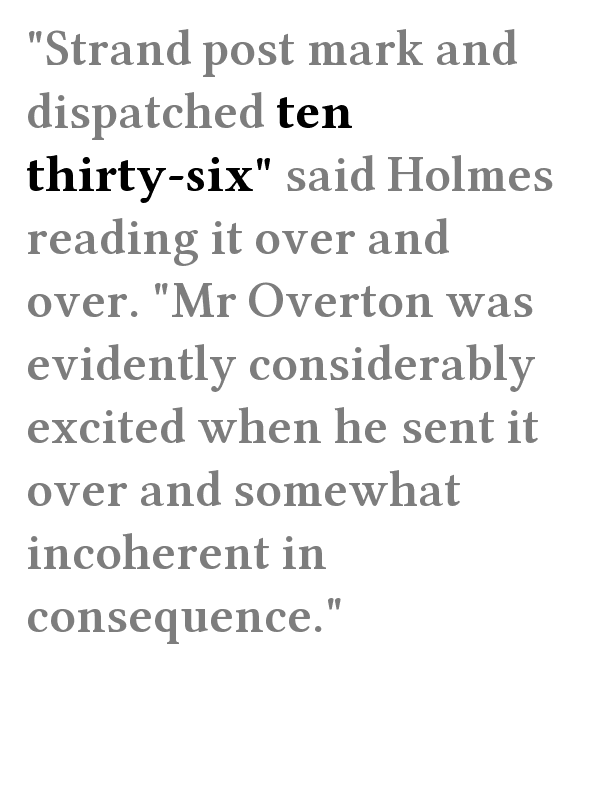 "Strand post mark and
dispatched ten
thirty-six" said Holmes
reading it over and
over. "Mr Overton was
evidently considerably
excited when he sent it
over and somewhat
incoherent in
consequence."